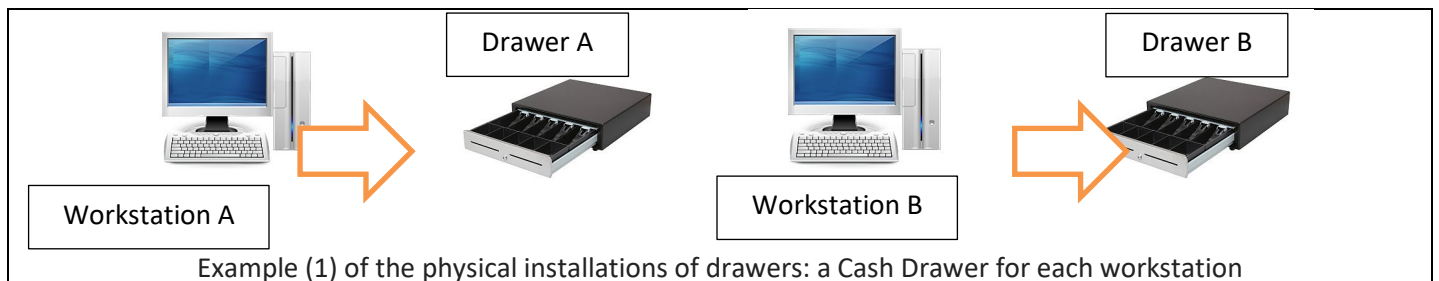 Drawer A
Drawer B
Workstation A
Workstation B
Example (1) of the physical installations of drawers: a Cash Drawer for each workstation